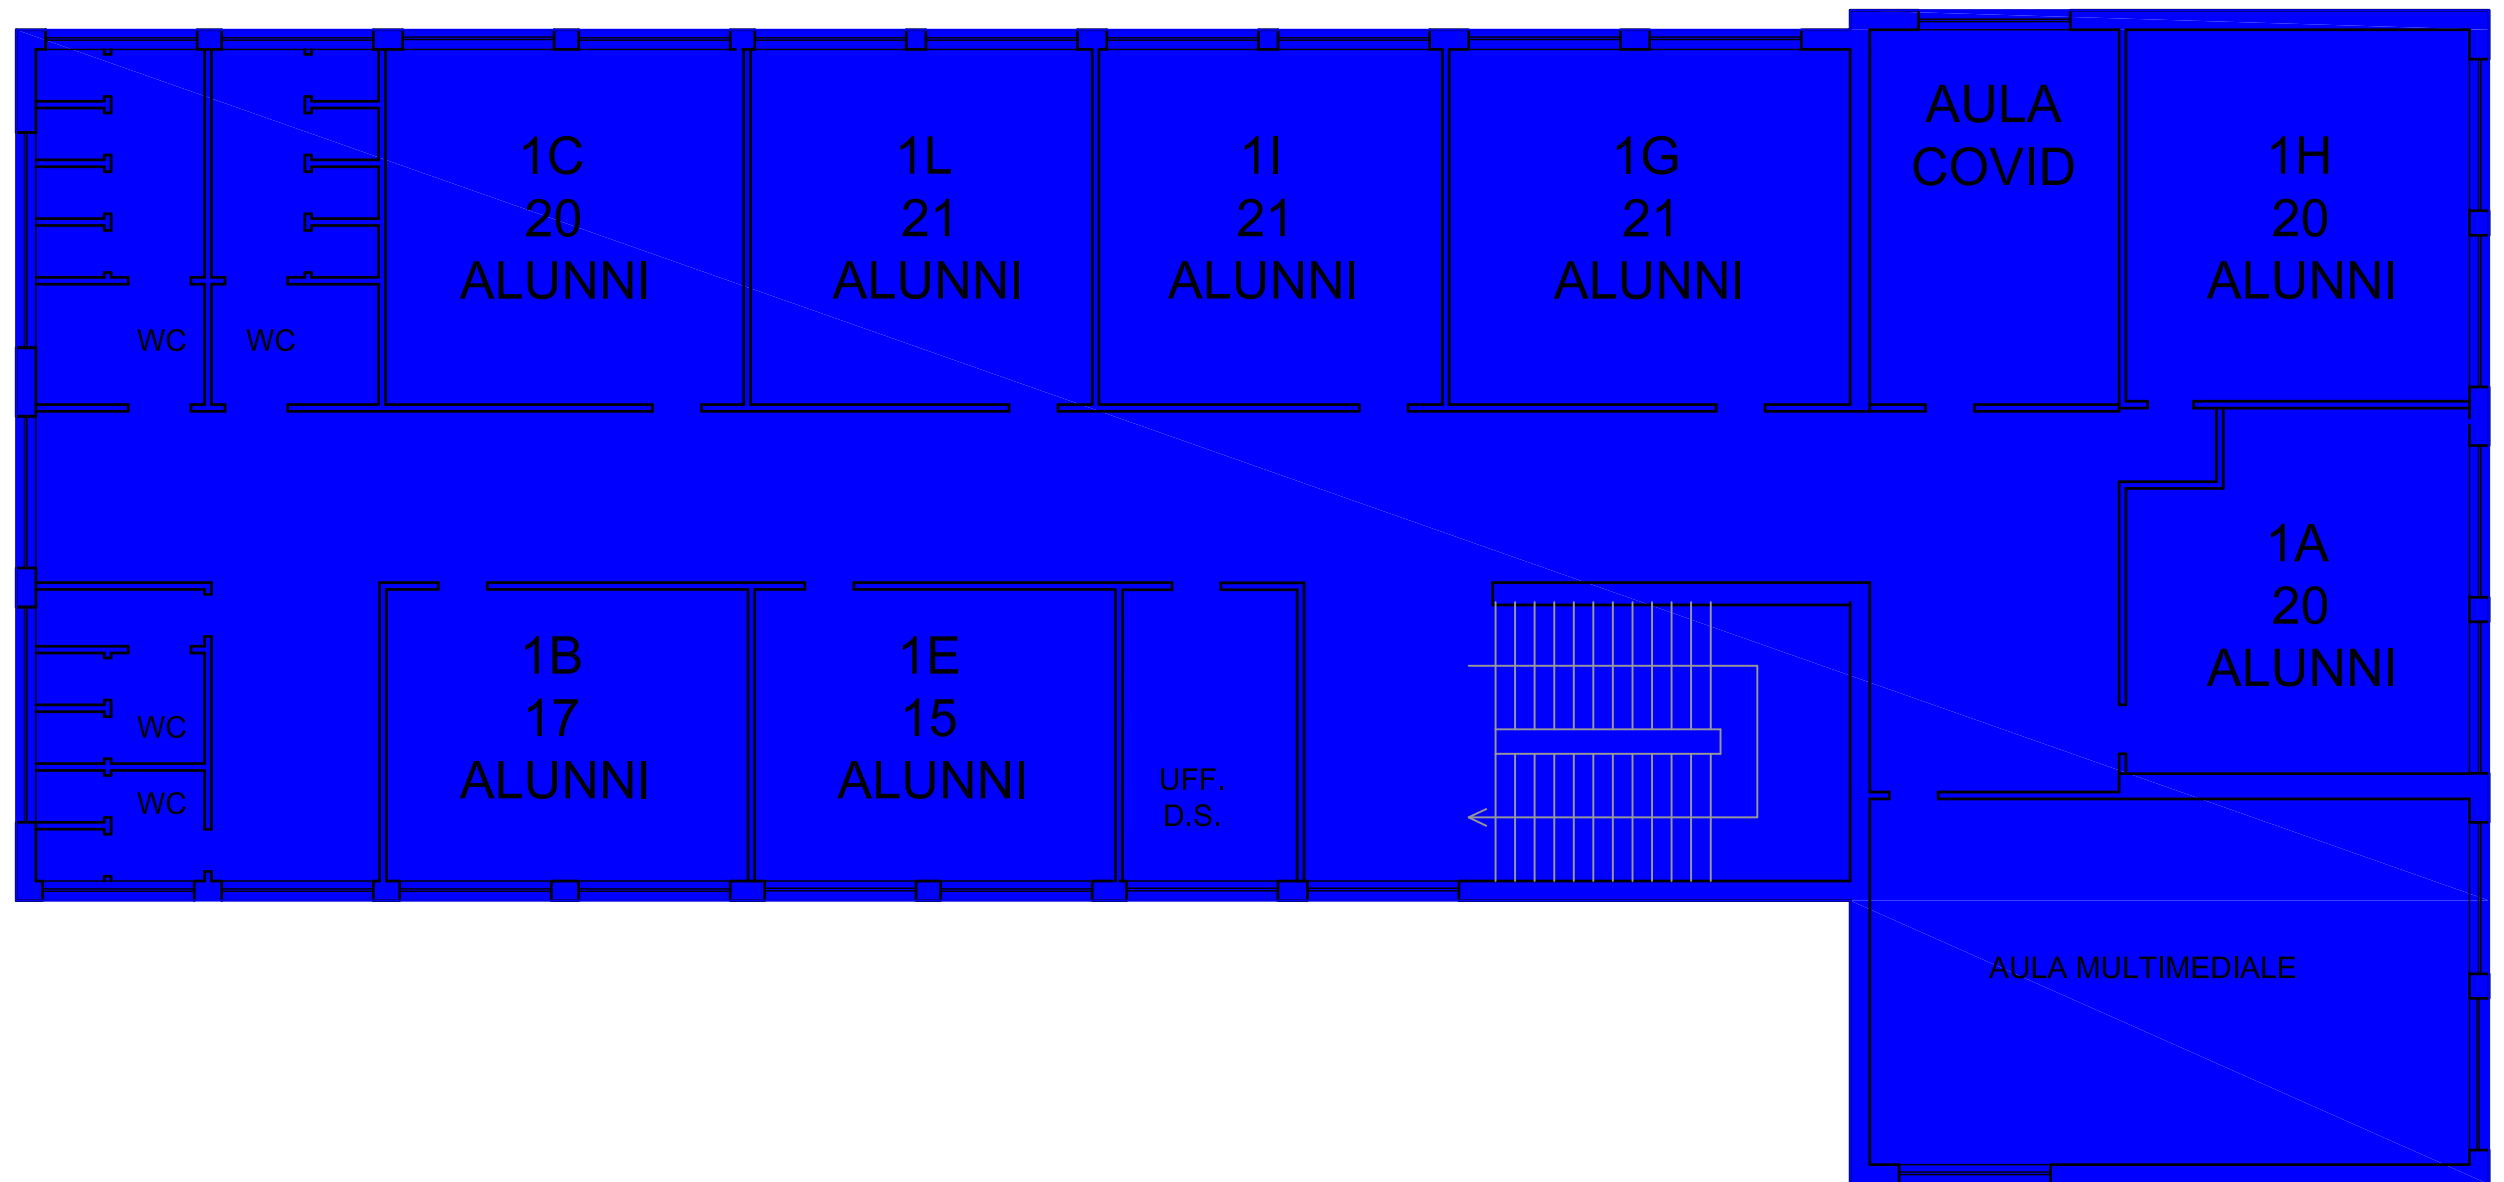 1C
20
ALUNNI
1L
21
ALUNNI
1I
21
ALUNNI
1G
21
ALUNNI
AULA
COVID
1H
20
ALUNNI
WC
WC
1A
20
ALUNNI
1B
17
ALUNNI
1E
15
ALUNNI
UFF.
D.S.
WC
WC
AULA MULTIMEDIALE